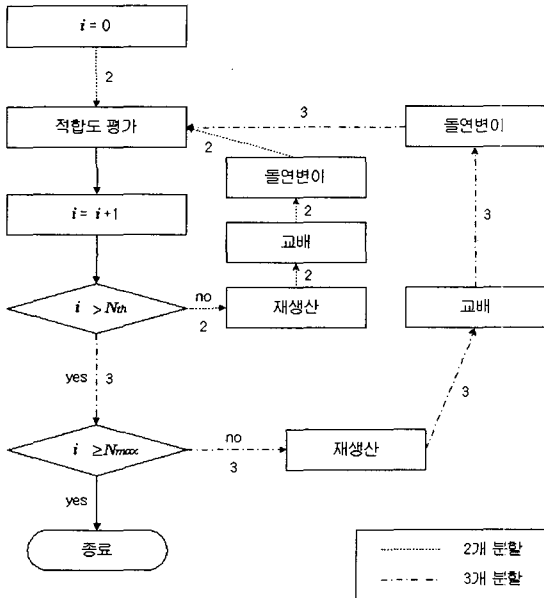 i = 0
2
적합도 평가
3
돌연변이
2
돌연변이
i = i +1
2
교배
3
2
i > Nth
no
2
재생산
교배
yes
3
3
i ≥ Nmax
no
3
재생산
yes
종료
2개 분할
3개 분할